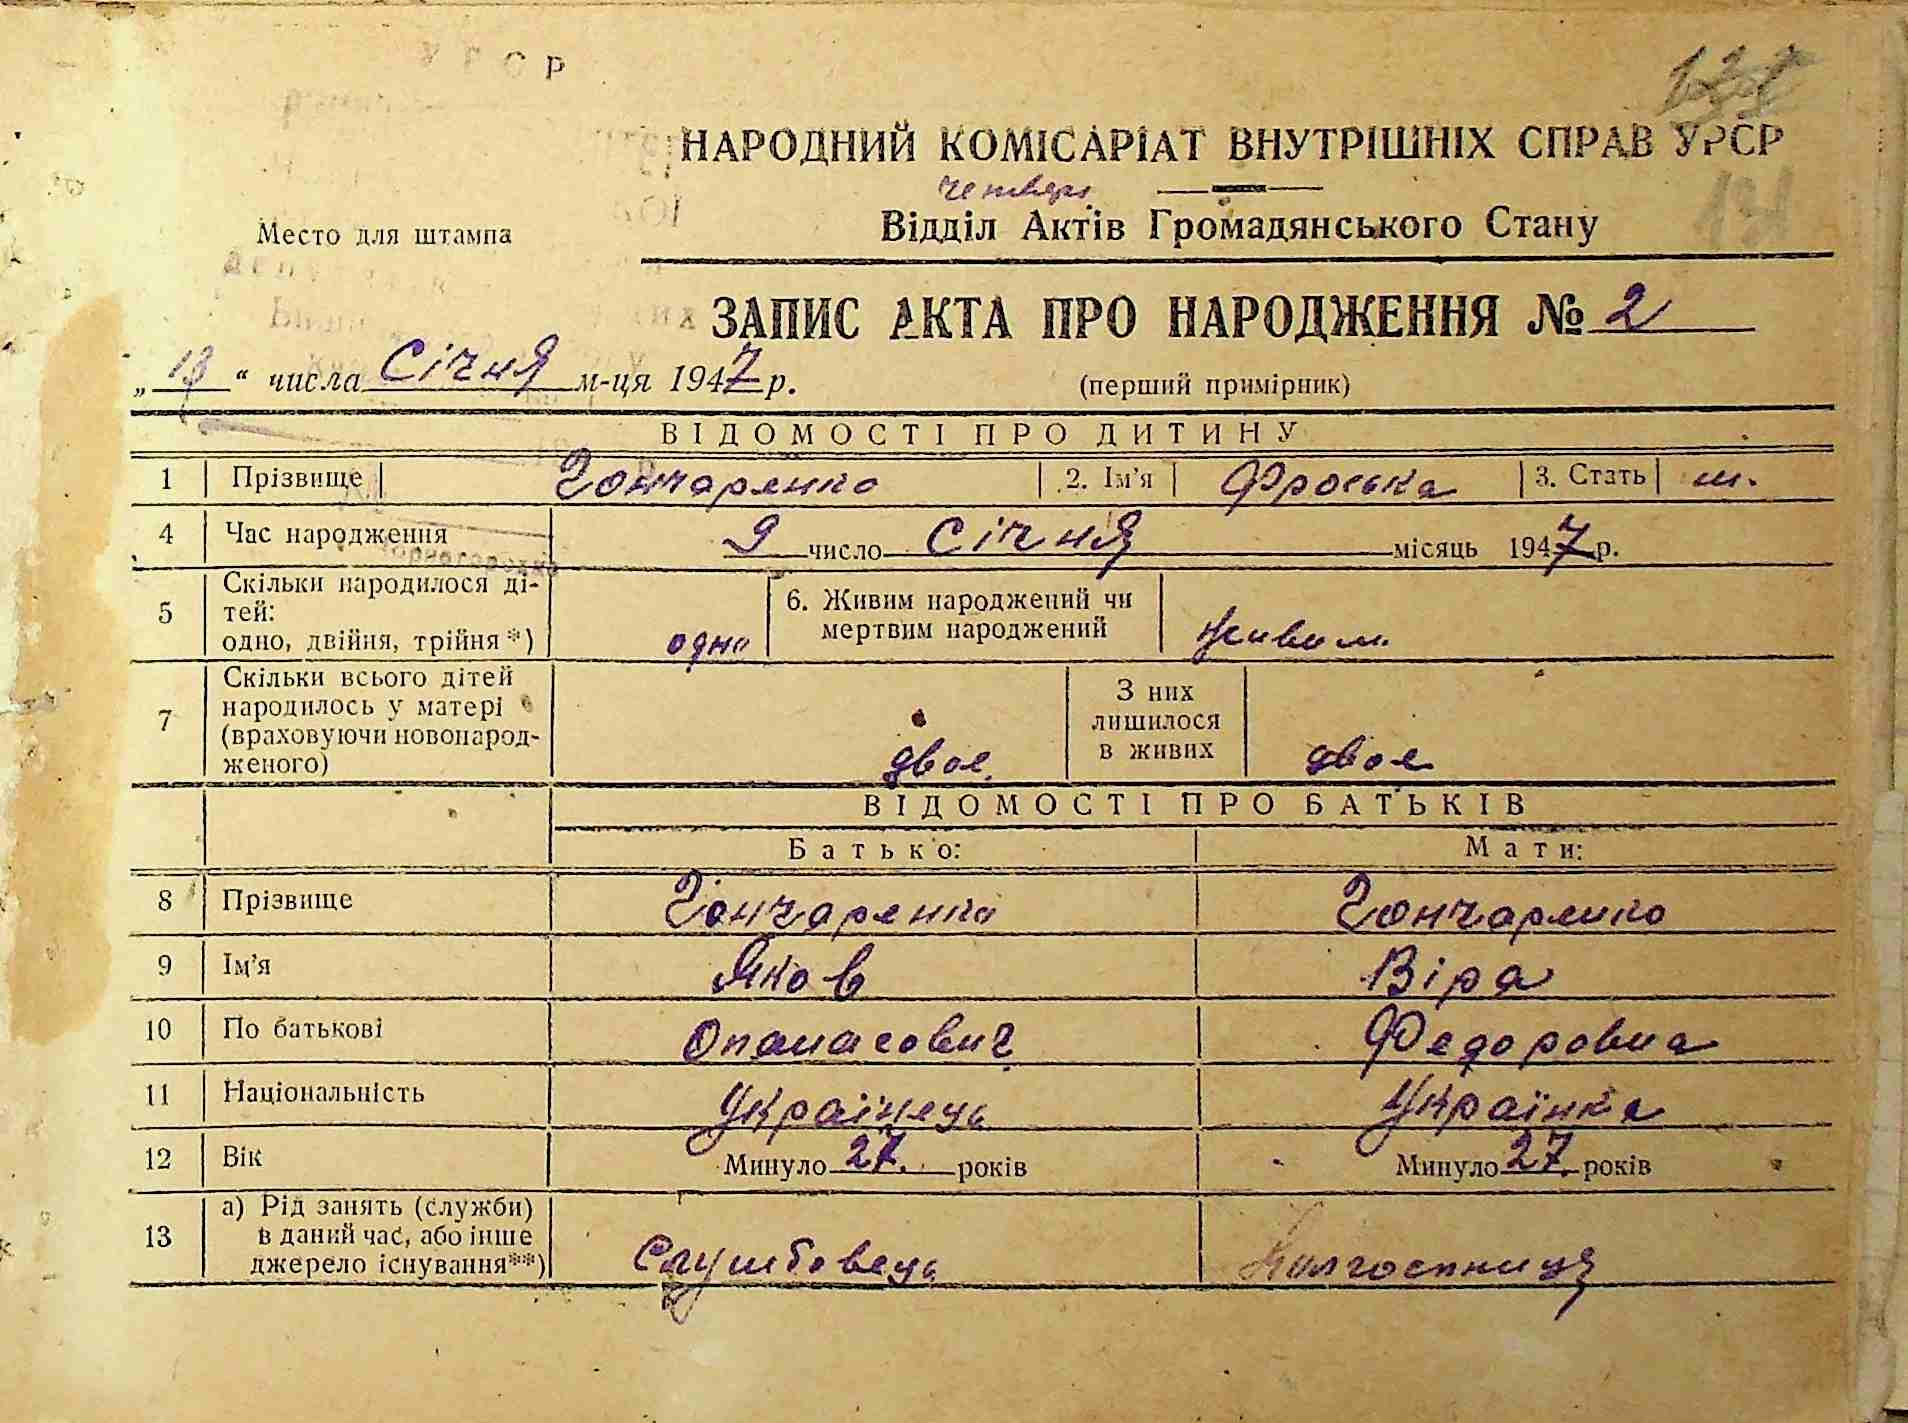 УРСР
НАРОДНИЙ КОМІСАРІАТ ВНУТРІШНІХ СПРАВ УРСР
Место для штампа
Відділ Актів Громадянського Стану
ЗАПИС АКТА ПРО НАРОДЖЕННЯ № 2
„13“ числа Січня м-ця 1947 р. (перший примірник)
ВІДОМОСТІ ПРО ДИТИНУ
1 Прізвище Гончаренко 2. Ім'я Фроська 3. Стать ж.
4 Час народження 9 число Січня місяць 1947 р.
5 Скільки народилося ді-
тей:
одно, двійня, трійня *) одно 6. Живим народжений чи
мертвим народжений живим
7 Скільки всього дітей
народилось у матері
(враховуючи новонарод-
женого) двоє З них
лишилося
в живих двоє
ВІДОМОСТІ ПРО БАТЬКІВ
Батько: Мати:
8 Прізвище Гончаренко Гончаренко
9 Ім'я Яков Віра
10 По батькові Опанасович Федоровна
11 Національність Українець Українка
12 Вік Минуло 27 років Минуло 27 років
13 а) Рід занять (служби)
в даний час, або інше
джерело існування**) Службовець Колгоспниця